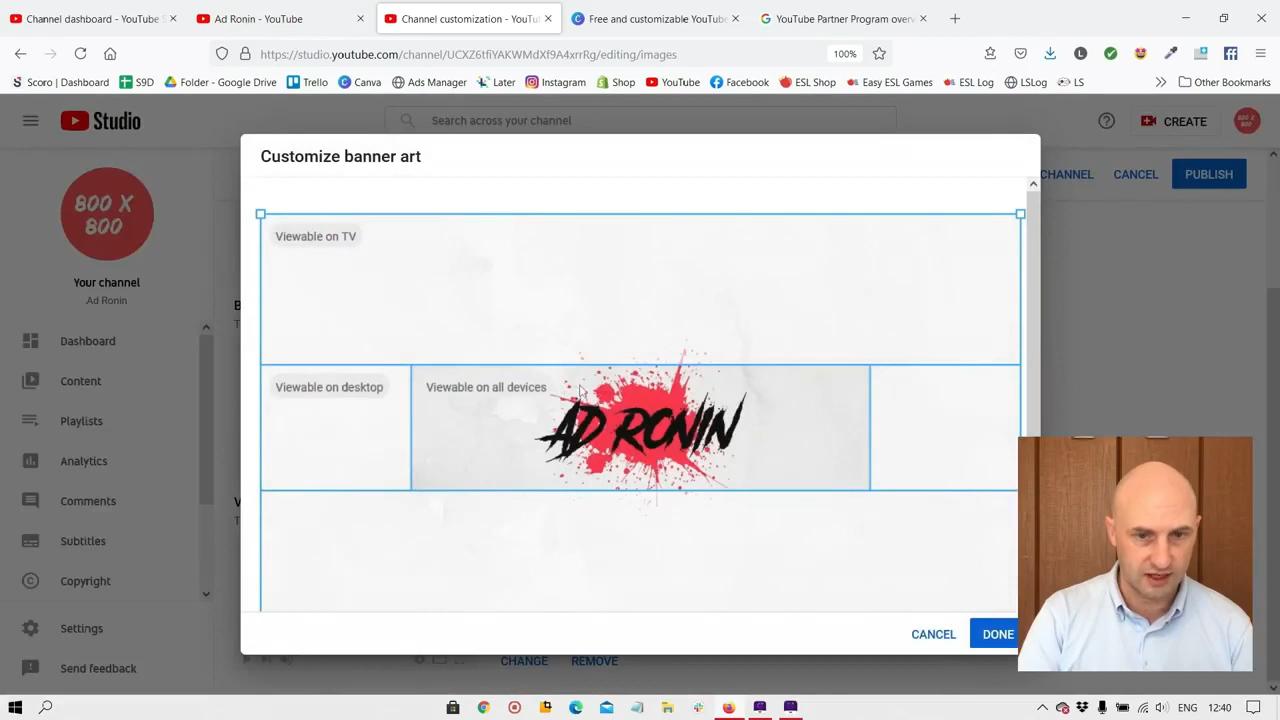 Channel dashboard - YouTube S
Ad Ronin - YouTube
Channel customization - YouTu
Free and customizable YouTube
YouTube Partner Program over
https://studio.youtube.com/channel/UCXZ6tfiYAKWMdXf9A4xrrRg/editing/images
100%
Scoro | Dashboard
S9D
Folder - Google Drive
Trello
Canva
Ads Manager
Later
Instagram
Shop
YouTube
Facebook
ESL Shop
Easy ESL Games
ESL Log
LSLog
LS
Other Bookmarks
Studio
Search across your channel
CREATE
800 X
800
CHANNEL
CANCEL
PUBLISH
800 X
800
Your channel
Ad Ronin
Dashboard
Content
Playlists
Analytics
Comments
Subtitles
Copyright
Settings
Send feedback
Customize banner art
Viewable on TV
Viewable on desktop
Viewable on all devices
AD RONIN
CANCEL
DONE
CHANGE
REMOVE
12:40